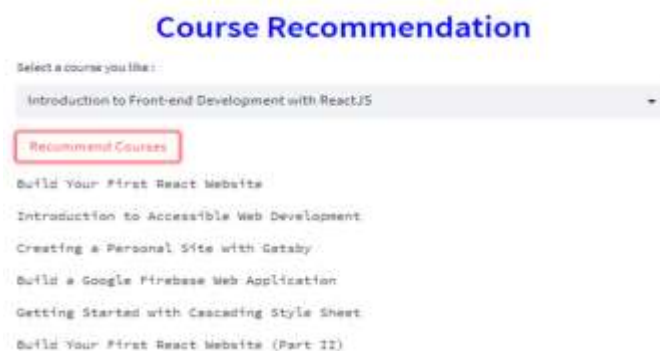 Course Recommendation
Select a course you like :
Introduction to Front-end Development with ReactJS
Recommend Courses
Build Your First React Website
Introduction to Accessible Web Development
Creating a Personal Site with Gatsby
Build a Google Firebase Web Application
Getting Started with Cascading Style Sheet
Build Your First React Website (Part II)